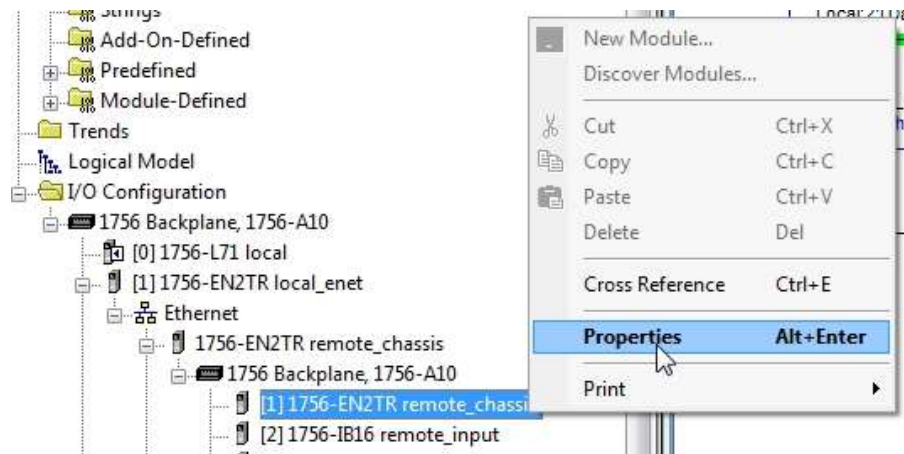 Strings
Add-On-Defined
Predefined
Module-Defined
Trends
Logical Model
I/O Configuration
1756 Backplane, 1756-A10
[0] 1756-L71 local
[1] 1756-EN2TR local_enet
Ethernet
1756-EN2TR remote_chassis
1756 Backplane, 1756-A10
[1] 1756-EN2TR remote_chassi
[2] 1756-IB16 remote_input
New Module...
Discover Modules...
Cut Ctrl+X
Copy Ctrl+C
Paste Ctrl+V
Delete Del
Cross Reference Ctrl+E
Properties Alt+Enter
Print